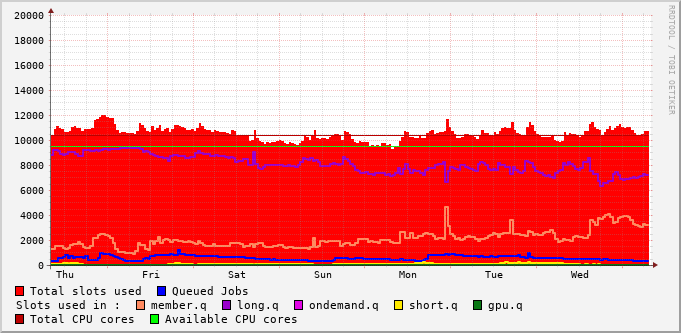 RRDTOOL / TOBI OETIKER
20000
18000
16000
14000
12000
10000
8000
6000
4000
2000
0
Thu Fri Sat Sun Mon Tue Wed
Total slots used Queued Jobs
Slots used in : member.q long.q ondemand.q short.q gpu.q
Total CPU cores Available CPU cores